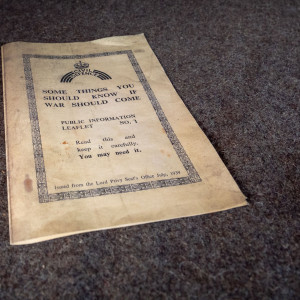 SOME THINGS YOU
SHOULD KNOW IF
WAR SHOULD COME
PUBLIC INFORMATION
LEAFLET NO. 1
Read this and
keep it carefully.
You may need it.
Issued from the Lord Privy Seal's Office July, 1939